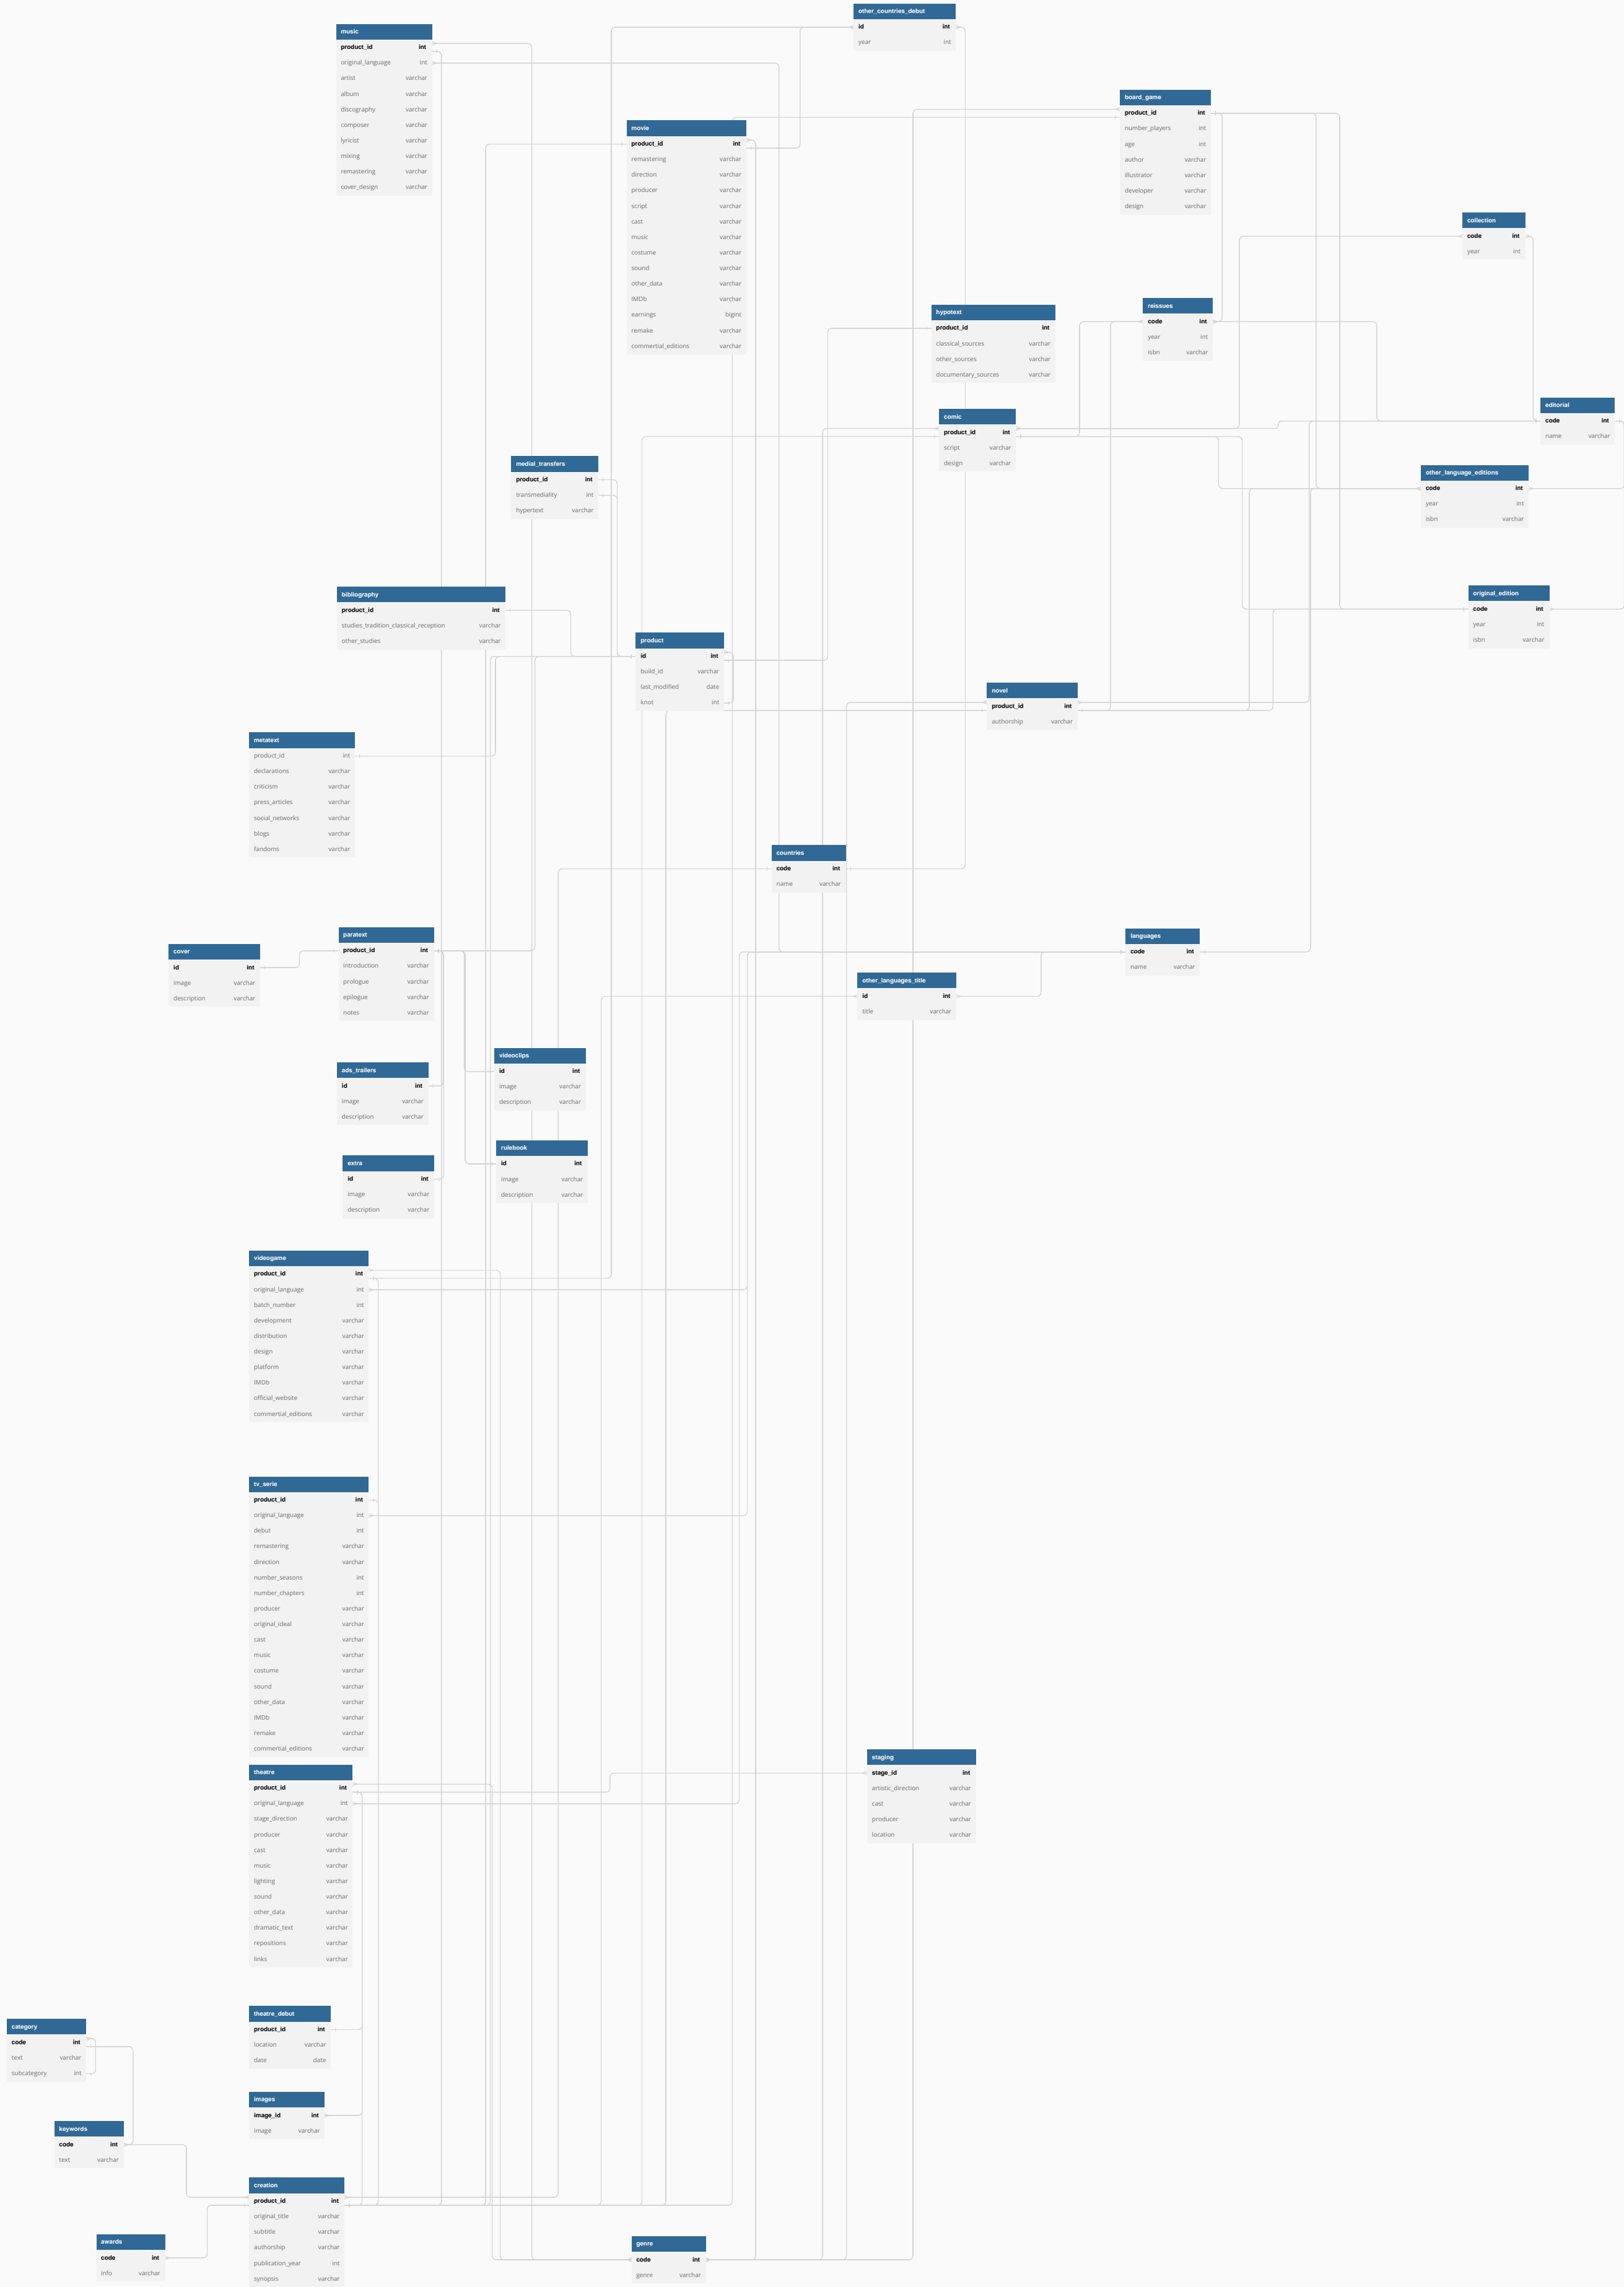 other_countries_debut
id int
year int
music
product_id int
original_language int
artist varchar
album varchar
discography varchar
composer varchar
lyricist varchar
mixing varchar
remastering varchar
cover_design varchar
board_game
product_id int
number_players int
age int
author varchar
illustrator varchar
developer varchar
design varchar
movie
product_id int
remastering varchar
direction varchar
producer varchar
script varchar
cast varchar
music varchar
costume varchar
sound varchar
other_data varchar
IMDb varchar
earnings bigint
remake varchar
commertial_editions varchar
collection
code int
year int
reissues
code int
year int
isbn varchar
hypotext
product_id int
classical_sources varchar
other_sources varchar
documentary_sources varchar
editorial
code int
name varchar
comic
product_id int
script varchar
design varchar
medial_transfers
product_id int
transmediality int
hypertext varchar
other_language_editions
code int
year int
isbn varchar
original_edition
code int
year int
isbn varchar
bibliography
product_id int
studies_tradition_classical_reception varchar
other_studies varchar
product
id int
build_id varchar
last_modified date
knot int
novel
product_id int
authorship varchar
metatext
product_id int
declarations varchar
criticism varchar
press_articles varchar
social_networks varchar
blogs varchar
fandoms varchar
countries
code int
name varchar
paratext
product_id int
introduction varchar
prologue varchar
epilogue varchar
notes varchar
languages
code int
name varchar
cover
id int
image varchar
description varchar
other_languages_title
id int
title varchar
videoclips
id int
image varchar
description varchar
ads_trailers
id int
image varchar
description varchar
rulebook
id int
image varchar
description varchar
extra
id int
image varchar
description varchar
videogame
product_id int
original_language int
batch_number int
development varchar
distribution varchar
design varchar
platform varchar
IMDb varchar
official_website varchar
commertial_editions varchar
tv_serie
product_id int
original_language int
debut int
remastering varchar
direction varchar
number_seasons int
number_chapters int
producer varchar
original_ideal varchar
cast varchar
music varchar
costume varchar
sound varchar
other_data varchar
IMDb varchar
remake varchar
commertial_editions varchar
staging
stage_id int
artistic_direction varchar
cast varchar
producer varchar
location varchar
theatre
product_id int
original_language int
stage_direction varchar
producer varchar
cast varchar
music varchar
lighting varchar
sound varchar
other_data varchar
dramatic_text varchar
repositions varchar
links varchar
theatre_debut
product_id int
location varchar
date date
category
code int
text varchar
subcategory int
images
image_id int
image varchar
keywords
code int
text varchar
creation
product_id int
original_title varchar
subtitle varchar
authorship varchar
publication_year int
synopsis varchar
awards
code int
info varchar
genre
code int
genre varchar